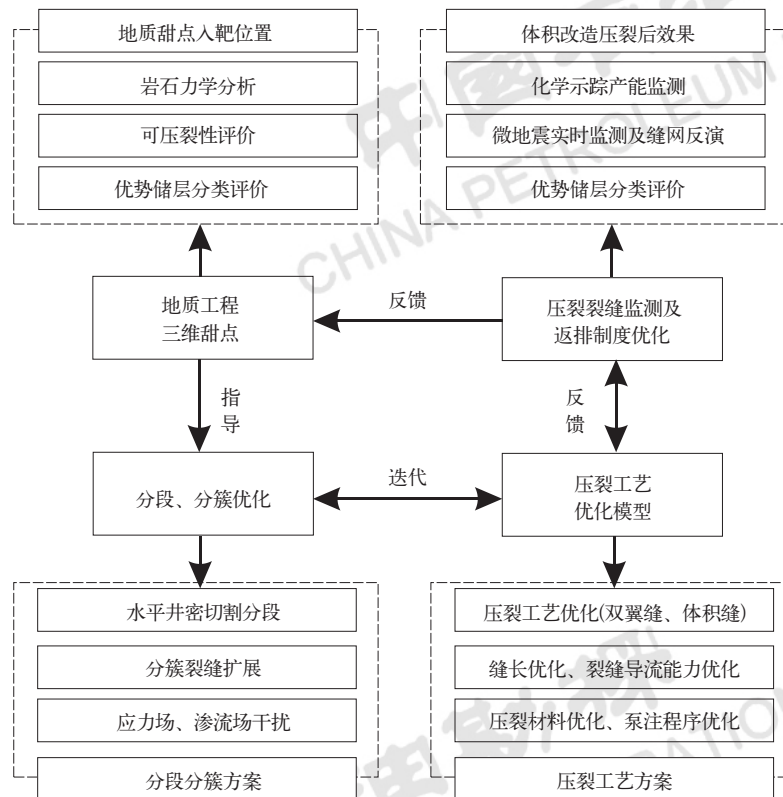 地质甜点入靶位置
岩石力学分析
可压裂性评价
优势储层分类评价
体积改造压裂后效果
化学示踪产能监测
微地震实时监测及缝网反演
优势储层分类评价
地质工程
三维甜点
反馈
压裂裂缝监测及
返排制度优化
指
导
反
馈
分段、分簇优化
迭代
压裂工艺
优化模型
水平井密切割分段
分簇裂缝扩展
应力场、渗流场干扰
分段分簇方案
压裂工艺优化(双翼缝、体积缝)
缝长优化、裂缝导流能力优化
压裂材料优化、泵注程序优化
压裂工艺方案
CHINA PETROLEUM